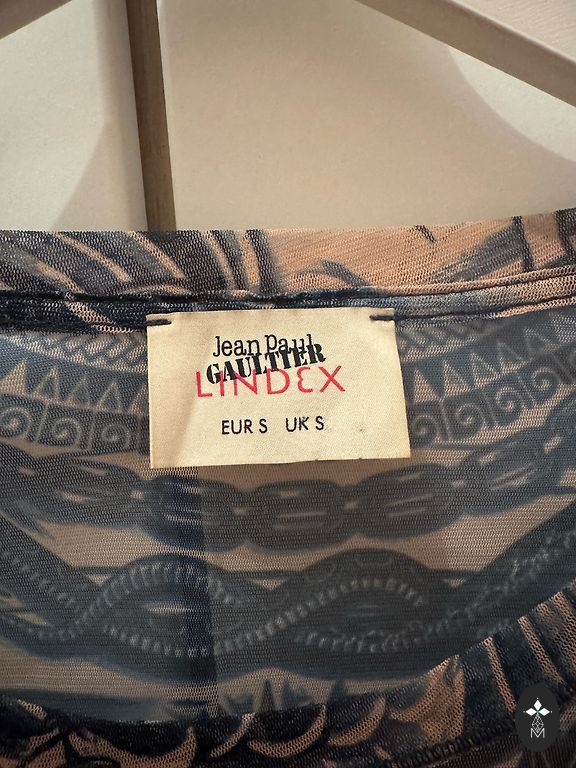 Jean Paul
GAULTIER
LINDEX
EUR S UK S
M